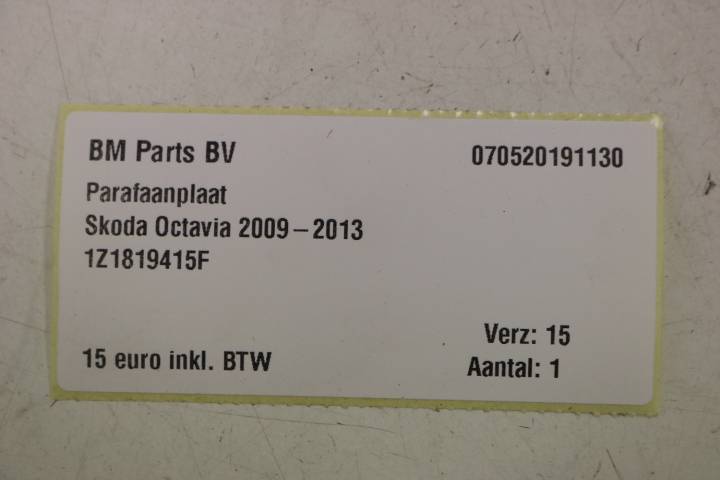 BM Parts BV
070520191130
Parafaanplaat
Skoda Octavia 2009-2013
1Z1819415F
Verz: 15
15 euro inkl. BTW
Aantal: 1